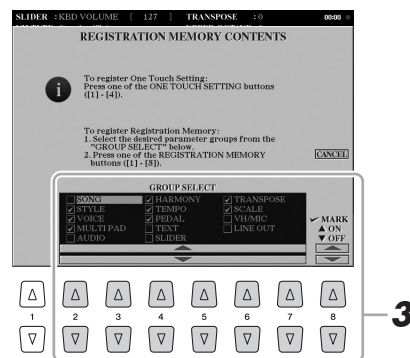 SLIDER : KBD VOLUME [ 127 ] TRANSPOSE : 0 00:00
REGISTRATION MEMORY CONTENTS
To register One Touch Setting:
Press one of the ONE TOUCH SETTING buttons
([1] - [4]).
To register Registration Memory:
1. Select the desired parameter groups from the
"GROUP SELECT" below.
2. Press one of the REGISTRATION MEMORY
buttons ([1] - [8]).
CANCEL
GROUP SELECT
SONG HARMONY TRANSPOSE
STYLE TEMPO SCALE
VOICE PEDAL VH/MIC
MULTI PAD TEXT LINE OUT
AUDIO SLIDER
MARK
▲ ON
▼ OFF
1 2 3 4 5 6 7 8
3